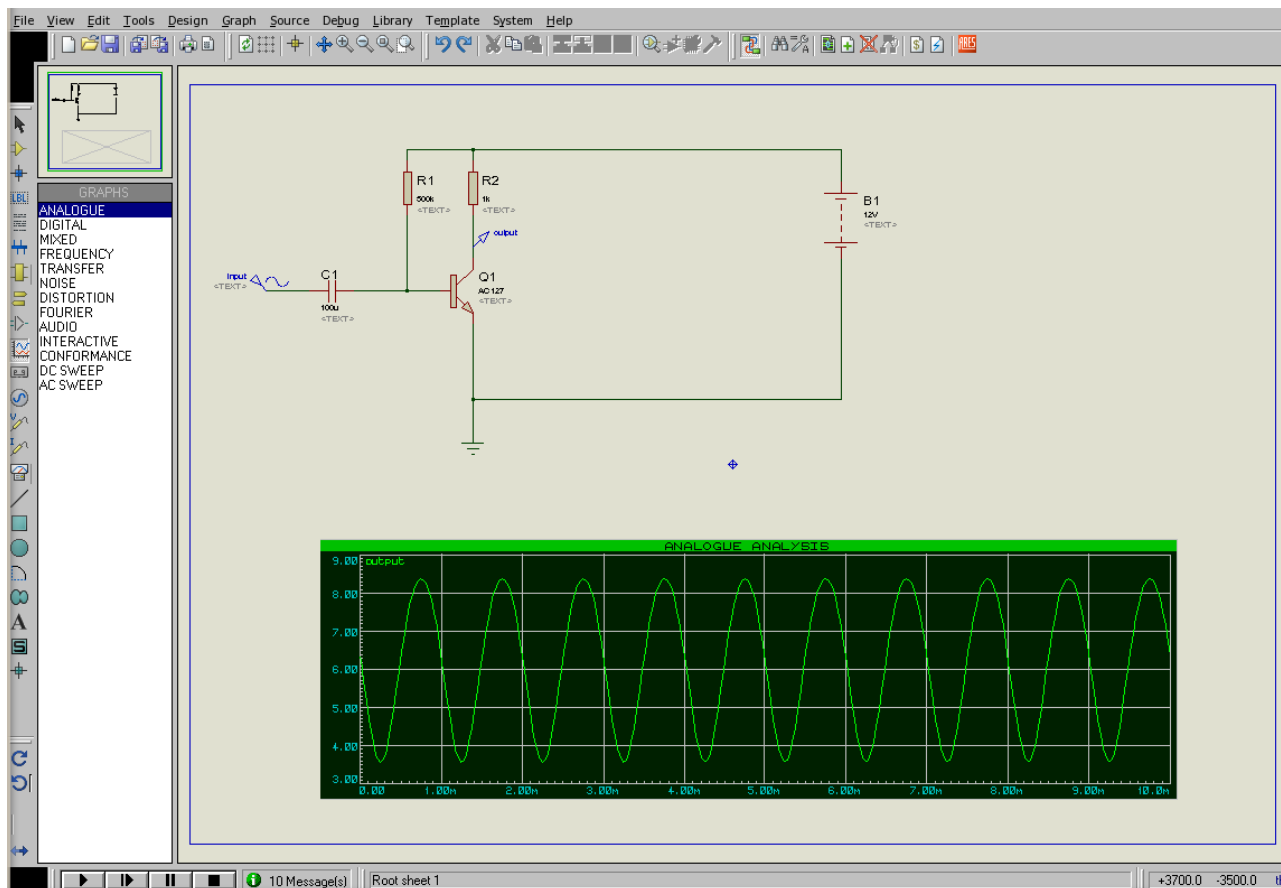 File View Edit Tools Design Graph Source Debug Library Template System Help
A
$
ARES
LBL
A
S
GRAPHS
ANALOGUE
DIGITAL
MIXED
FREQUENCY
TRANSFER
NOISE
DISTORTION
FOURIER
AUDIO
INTERACTIVE
CONFORMANCE
DC SWEEP
AC SWEEP
R1
500k
<TEXT>
R2
1k
<TEXT>
B1
12V
<TEXT>
output
Input
<TEXT>
C1
100u
<TEXT>
Q1
AC127
<TEXT>
ANALOGUE ANALYSIS
output
9.00
8.00
7.00
6.00
5.00
4.00
3.00
0.00 1.00m 2.00m 3.00m 4.00m 5.00m 6.00m 7.00m 8.00m 9.00m 10.0m
10 Message(s) Root sheet 1 +3700.0 -3500.0